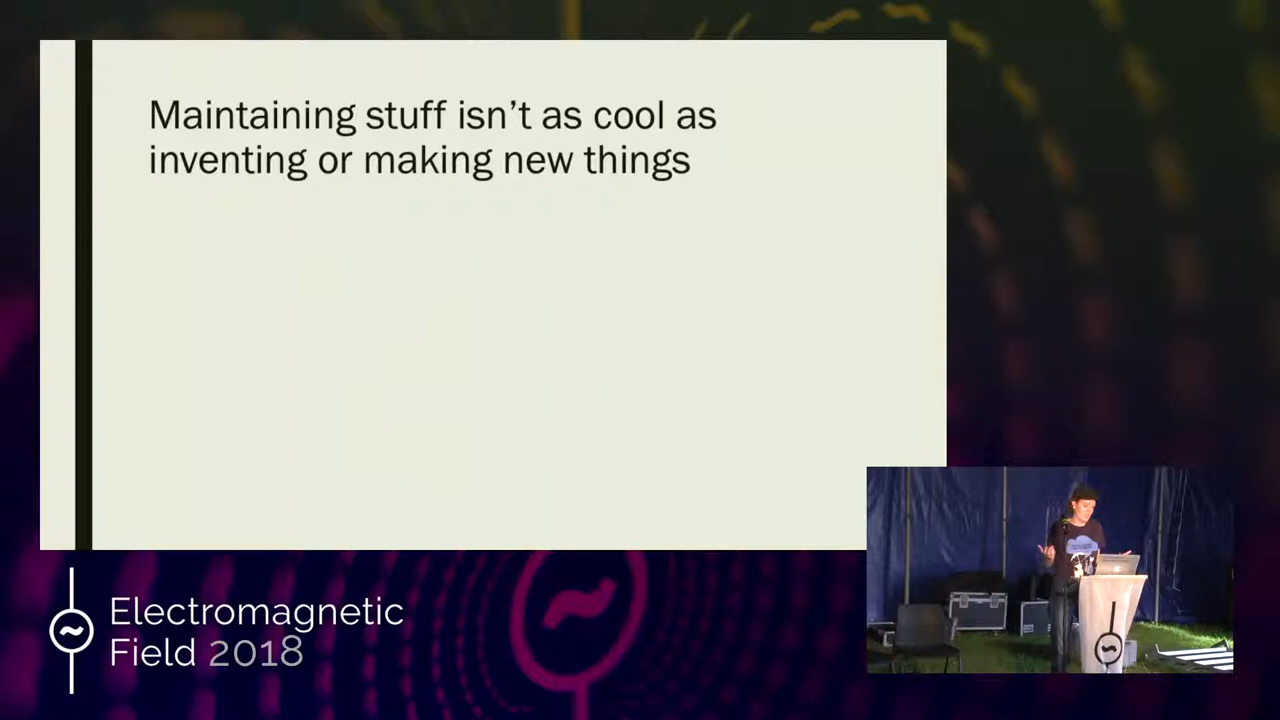 Maintaining stuff isn’t as cool as
inventing or making new things
Electromagnetic
Field 2018